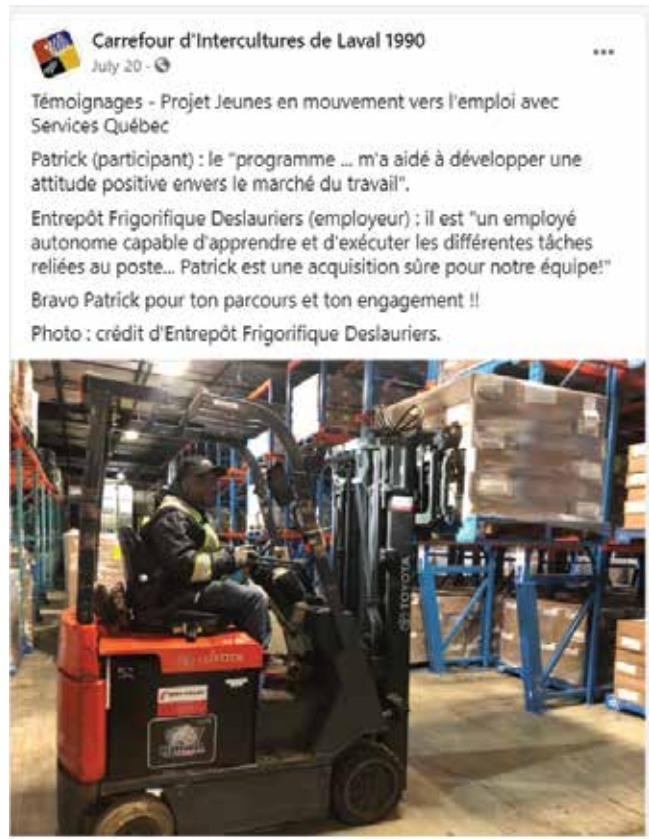 Carrefour d'Intercultures de Laval 1990
July 20 ·
Témoignages - Projet Jeunes en mouvement vers l'emploi avec
Services Québec
Patrick (participant) : le "programme ... m'a aidé à développer une
attitude positive envers le marché du travail".
Entrepôt Frigorifique Deslauriers (employeur) : il est "un employé
autonome capable d'apprendre et d'exécuter les différentes tâches
reliées au poste... Patrick est une acquisition sûre pour notre équipe!"
Bravo Patrick pour ton parcours et ton engagement !!
Photo : crédit d'Entrepôt Frigorifique Deslauriers.
TOYOTA